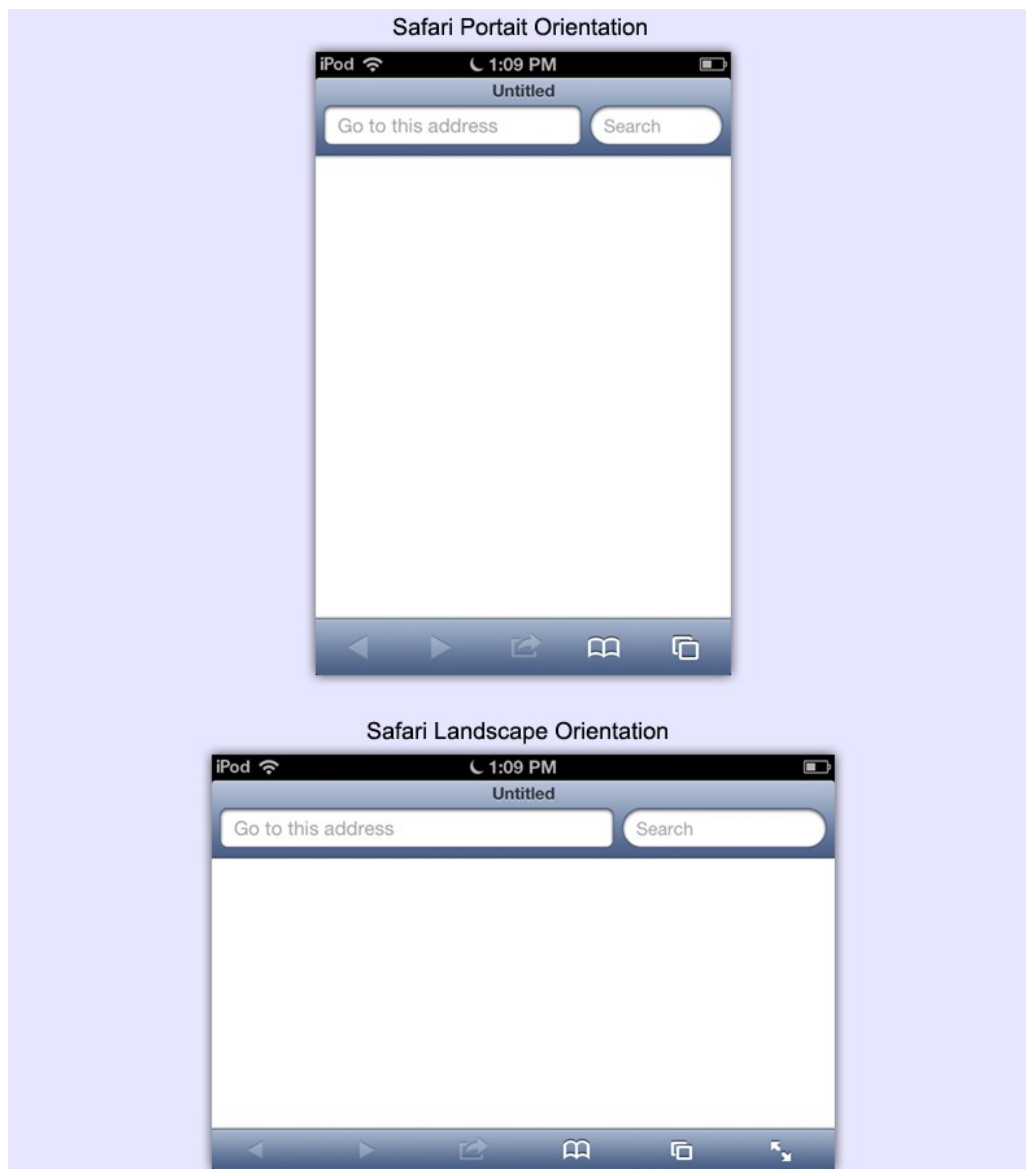 Safari Portait Orientation
iPod 1:09 PM
Untitled
Go to this address Search
Safari Landscape Orientation
iPod 1:09 PM
Untitled
Go to this address Search